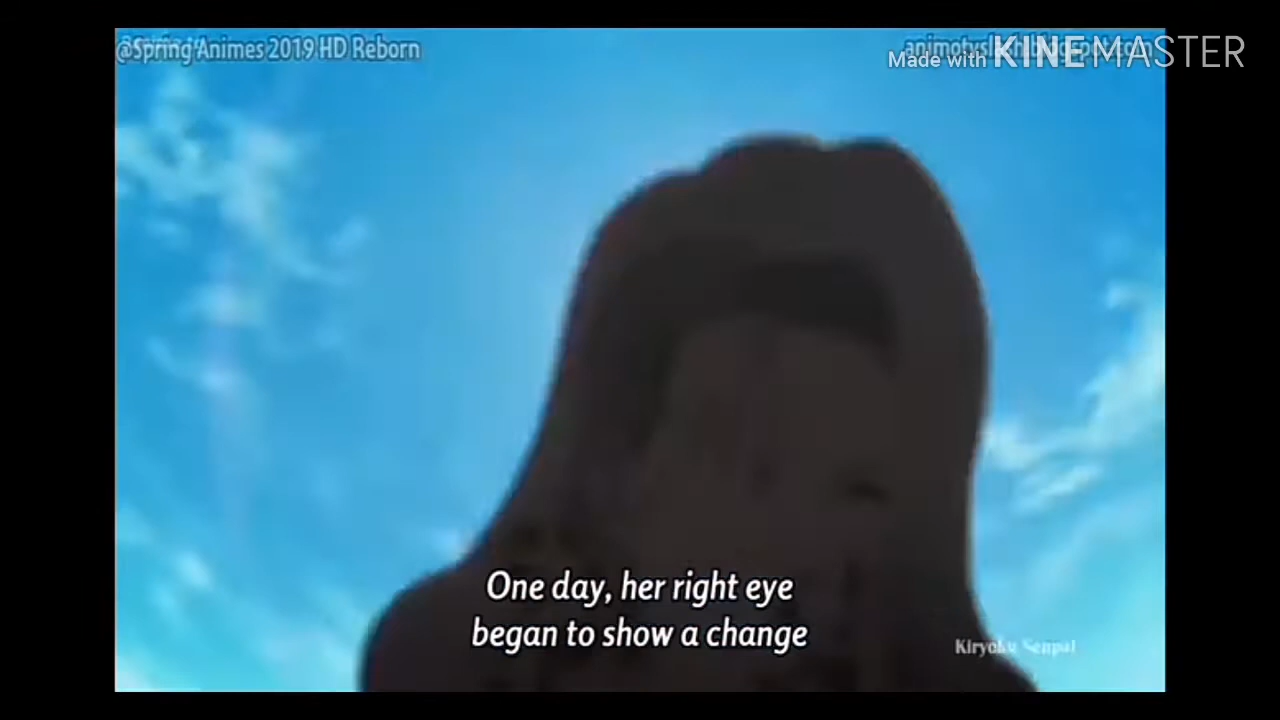 @Spring Animes 2019 HD Reborn
Made with KINEMASTER
One day, her right eye
began to show a change
Kiryoku Senpai